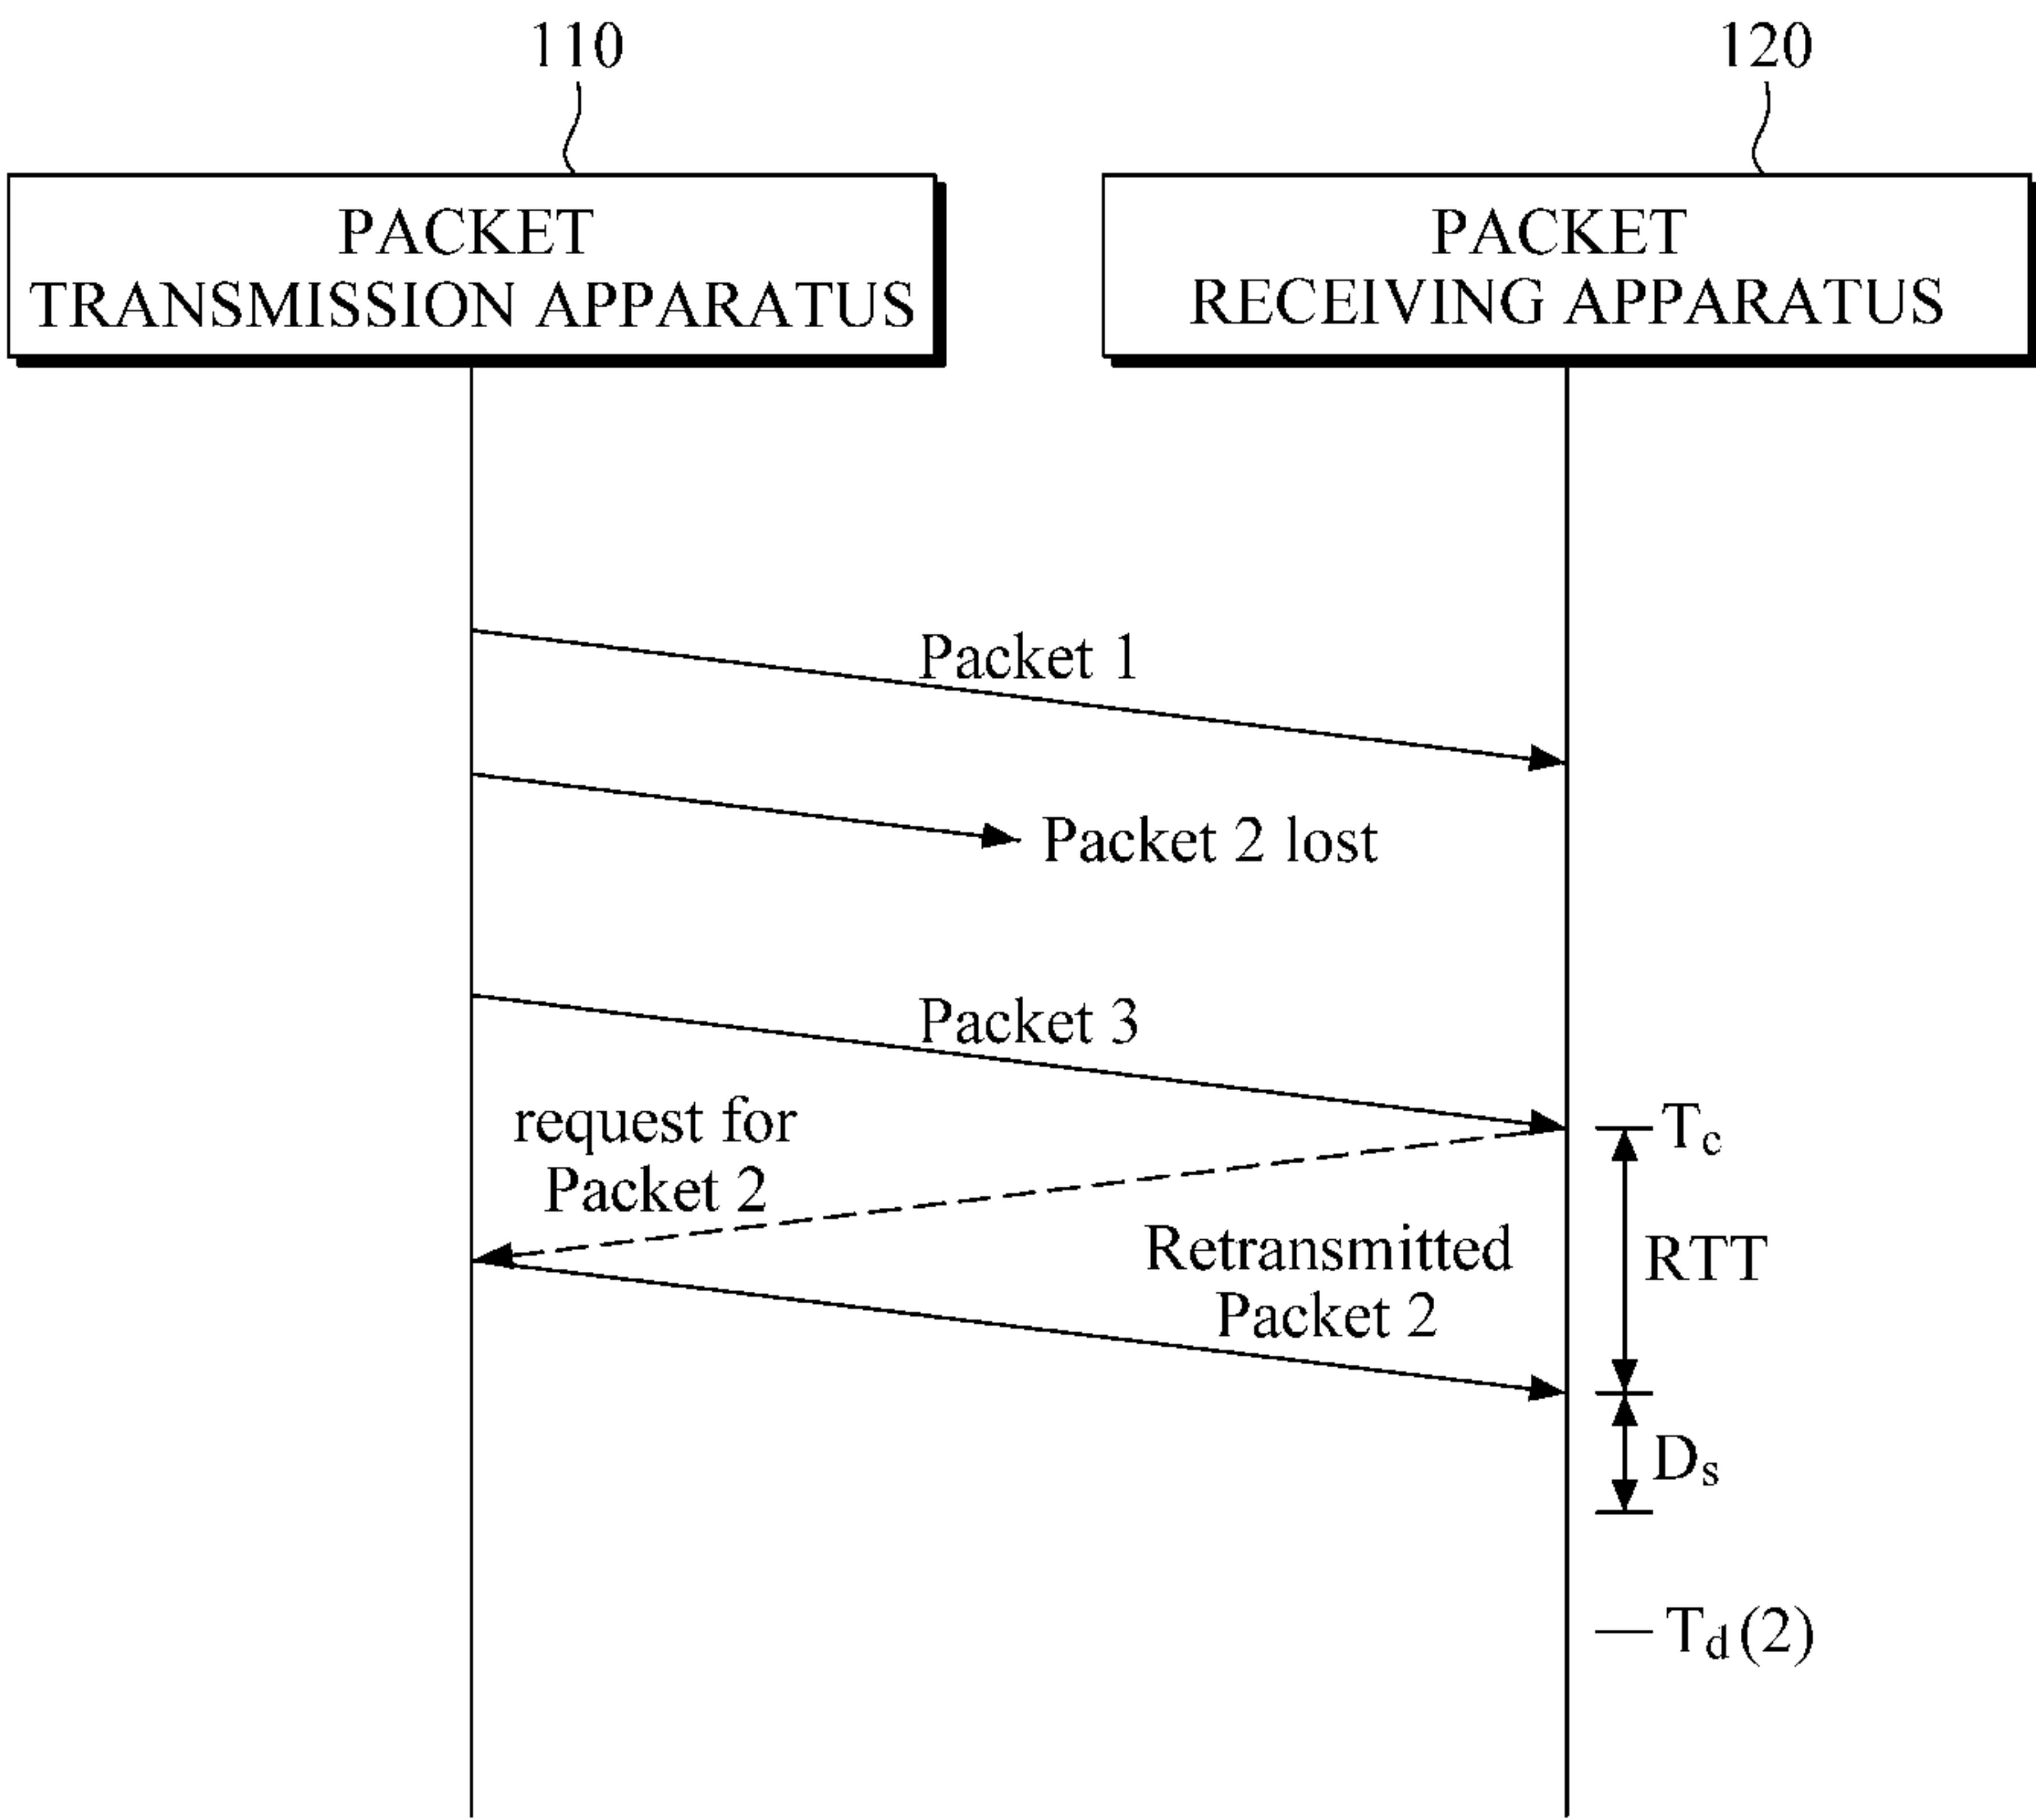 110
120
PACKET
TRANSMISSION APPARATUS
PACKET
RECEIVING APPARATUS
Packet 1
Packet 2 lost
Packet 3
request for
Packet 2
Tc
Retransmitted
Packet 2
RTT
Ds
Td(2)